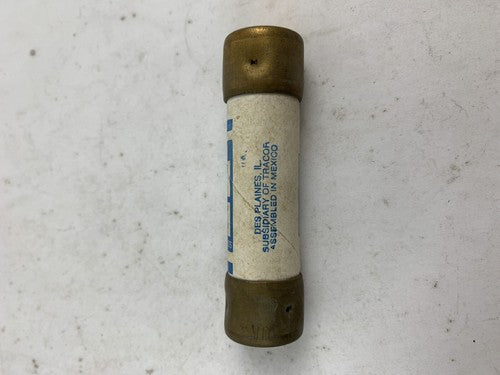 DES PLAINES, IL
SUBSIDIARY OF TRACOR
ASSEMBLED IN MEXICO